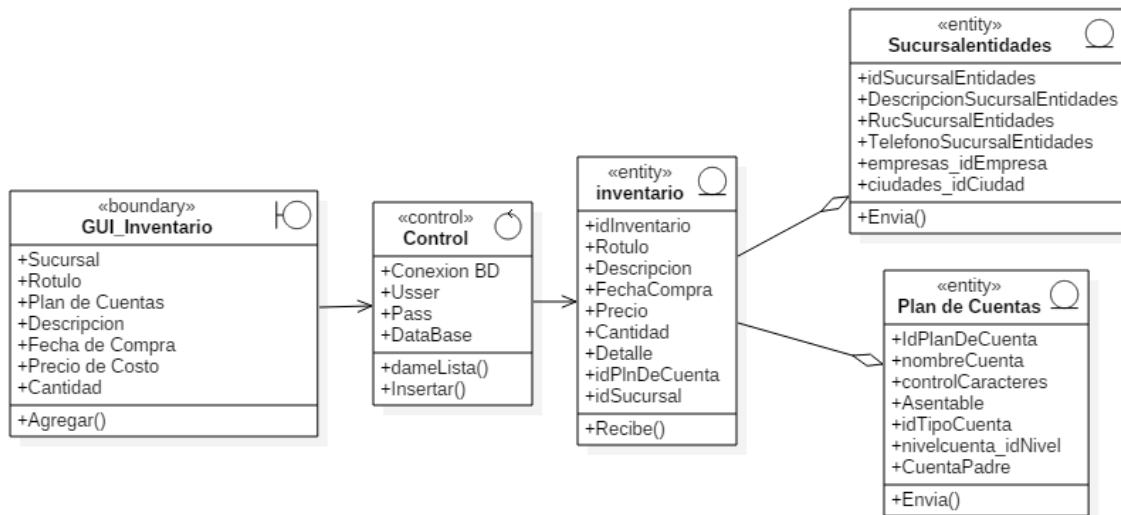 «boundary»
GUI_Inventario
+Sucursal
+Rotulo
+Plan de Cuentas
+Descripcion
+Fecha de Compra
+Precio de Costo
+Cantidad
+Agregar()
«control»
Control
+Conexion BD
+Usser
+Pass
+DataBase
+dameLista()
+Insertar()
«entity»
inventario
+idInventario
+Rotulo
+Descripcion
+FechaCompra
+Precio
+Cantidad
+Detalle
+idPlnDeCuenta
+idSucursal
+Recibe()
«entity»
Sucursalentidades
+idSucursalEntidades
+DescripcionSucursalEntidades
+RucSucursalEntidades
+TelefonoSucursalEntidades
+empresas_idEmpresa
+ciudades_idCiudad
+Envia()
«entity»
Plan de Cuentas
+IdPlanDeCuenta
+nombreCuenta
+controlCaracteres
+Asentable
+idTipoCuenta
+nivelcuenta_idNivel
+CuentaPadre
+Envia()